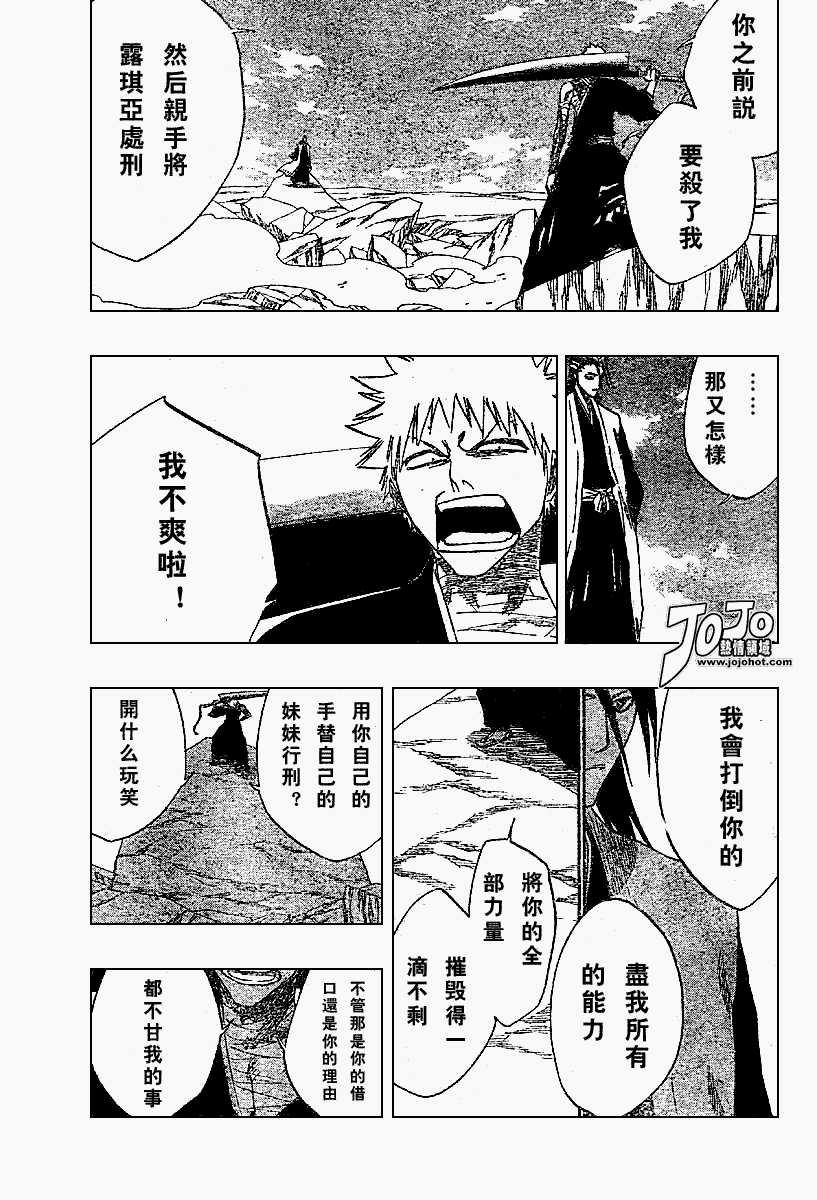 你之前説
要殺了我
然后親手將
露琪亞處刑
……
那又怎樣
我不爽啦！
JOJO
熱情領域
www.jojohot.com
我會打倒你的
盡我所有
的能力
將你的全
部力量
摧毀得一
滴不剩
用你自己的
手替自己的
妹妹行刑？
開什么玩笑
不管那是你的借
口還是你的理由
都不甘我的事